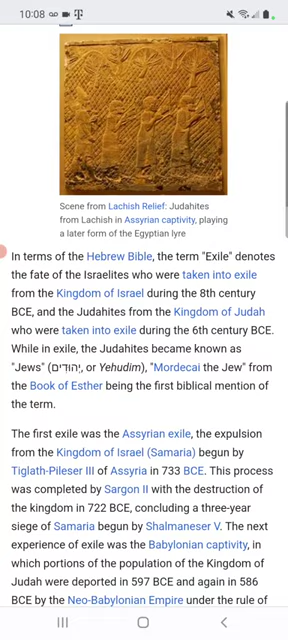 10:08
Scene from Lachish Relief: Judahites
from Lachish in Assyrian captivity, playing
a later form of the Egyptian lyre
In terms of the Hebrew Bible, the term "Exile" denotes
the fate of the Israelites who were taken into exile
from the Kingdom of Israel during the 8th century
BCE, and the Judahites from the Kingdom of Judah
who were taken into exile during the 6th century BCE.
While in exile, the Judahites became known as
"Jews" (יְהוּדִים, or Yehudim), "Mordecai the Jew" from
the Book of Esther being the first biblical mention of
the term.
The first exile was the Assyrian exile, the expulsion
from the Kingdom of Israel (Samaria) begun by
Tiglath-Pileser III of Assyria in 733 BCE. This process
was completed by Sargon II with the destruction of
the kingdom in 722 BCE, concluding a three-year
siege of Samaria begun by Shalmaneser V. The next
experience of exile was the Babylonian captivity, in
which portions of the population of the Kingdom of
Judah were deported in 597 BCE and again in 586
BCE by the Neo-Babylonian Empire under the rule of